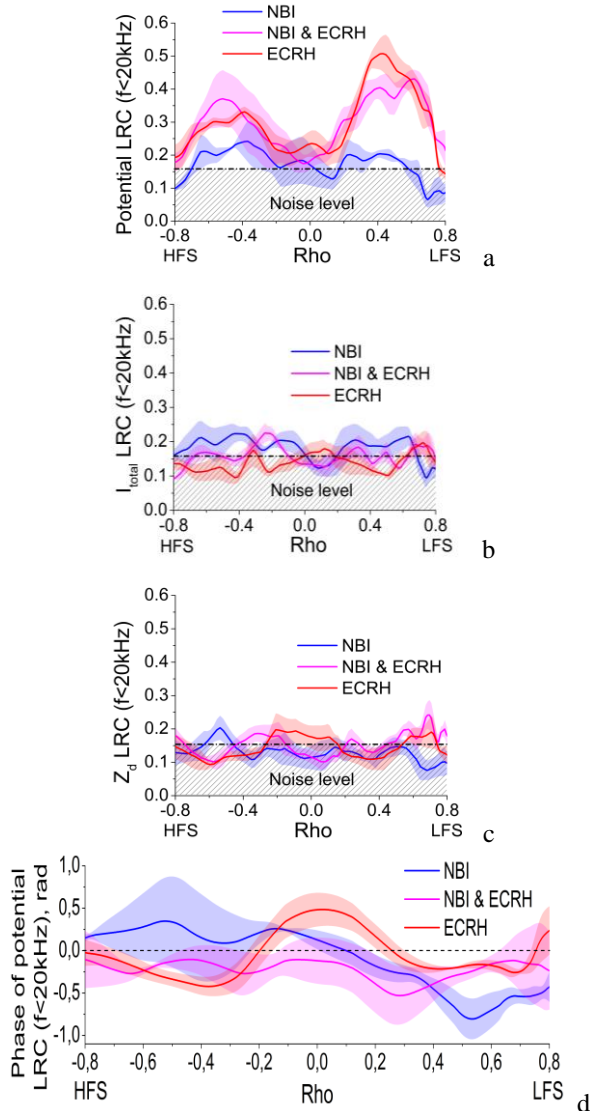 NBI
NBI & ECRH
ECRH
Potential LRC (f<20kHz)
0.6
0.5
0.4
0.3
0.2
0.1
0.0
Noise level
-0.8 -0.4 0.0 0.4 0.8
HFS Rho LFS
a
0.6
0.5
0.4
0.3
0.2
0.1
0.0
I_total LRC (f<20kHz)
NBI
NBI & ECRH
ECRH
Noise level
-0.8 -0.4 0.0 0.4 0.8
HFS Rho LFS
b
0.6
0.5
0.4
0.3
0.2
0.1
0.0
Z_d LRC (f<20kHz)
NBI
NBI & ECRH
ECRH
Noise level
-0.8 -0.4 0.0 0.4 0.8
HFS Rho LFS
c
Phase of potential
LRC (f<20kHz), rad
1,0
0,5
0,0
-0,5
-1,0
NBI
NBI & ECRH
ECRH
-0,8 -0,6 -0,4 -0,2 0,0 0,2 0,4 0,6 0,8
HFS Rho LFS
d